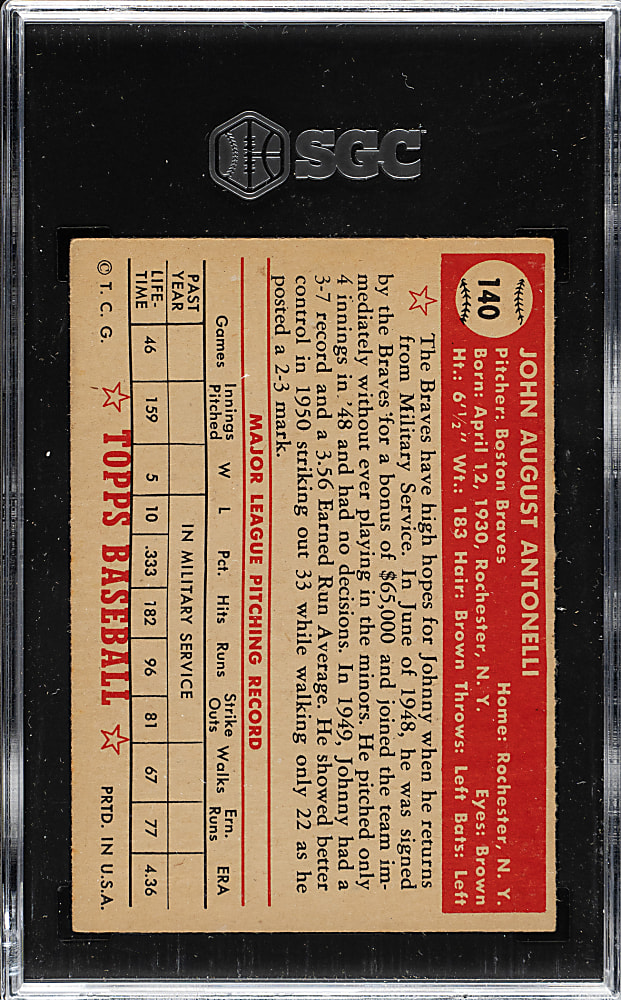 SGC
140
JOHN AUGUST ANTONELLI
Pitcher: Boston Braves Home: Rochester, N. Y.
Born: April 12, 1930, Rochester, N. Y. Eyes: Brown
Ht.: 6'½" Wt.: 183 Hair: Brown Throws: Left Bats: Left
The Braves have high hopes for Johnny when he returns
from Military Service. In June of 1948, he was signed
by the Braves for a bonus of $65,000 and joined the team im-
mediately without ever playing in the minors. He pitched only
4 innings in '48 and had no decisions. In 1949, Johnny had a
3-7 record and a 3.56 Earned Run Average. He showed better
control in 1950 striking out 33 while walking only 22 as he
posted a 2-3 mark.
MAJOR LEAGUE PITCHING RECORD
Games Innings Pitched W L Pct. Hits Runs Strike Outs Walks Ern. Runs ERA
PAST YEAR IN MILITARY SERVICE
LIFE-TIME 46 159 5 10 .333 182 96 81 67 77 4.36
© T. C. G. TOPPS BASEBALL PRTD. IN U.S.A.